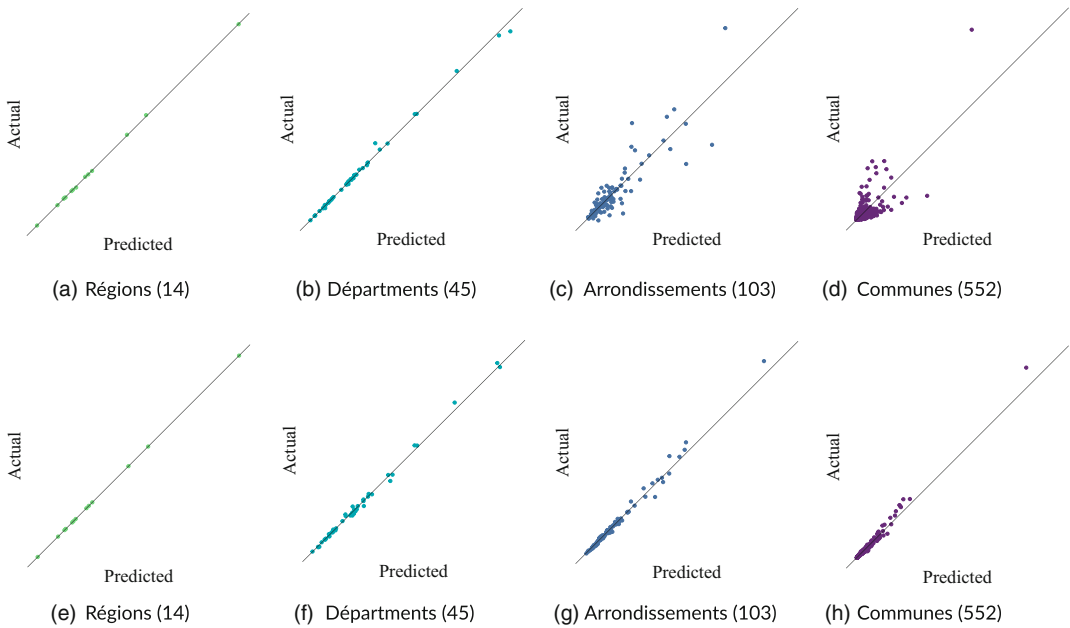 Actual
Actual
Actual
Actual
Predicted
Predicted
Predicted
Predicted
(a) Régions (14)
(b) Départments (45)
(c) Arrondissements (103)
(d) Communes (552)
Actual
Actual
Actual
Actual
Predicted
Predicted
Predicted
Predicted
(e) Régions (14)
(f) Départments (45)
(g) Arrondissements (103)
(h) Communes (552)